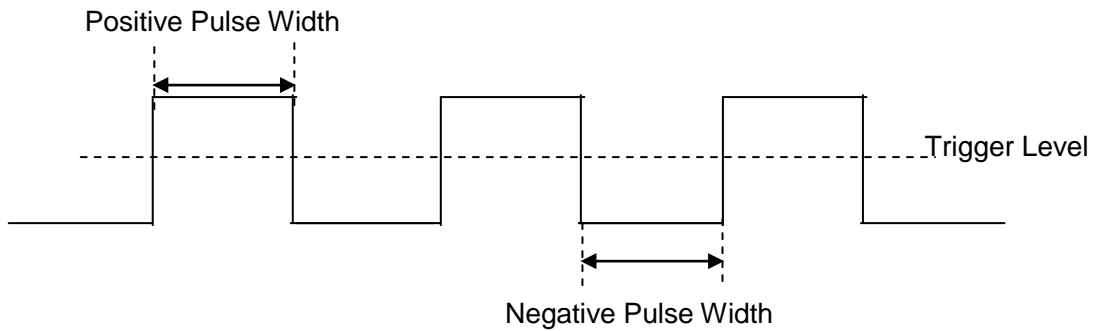 Positive Pulse Width
Trigger Level
Negative Pulse Width